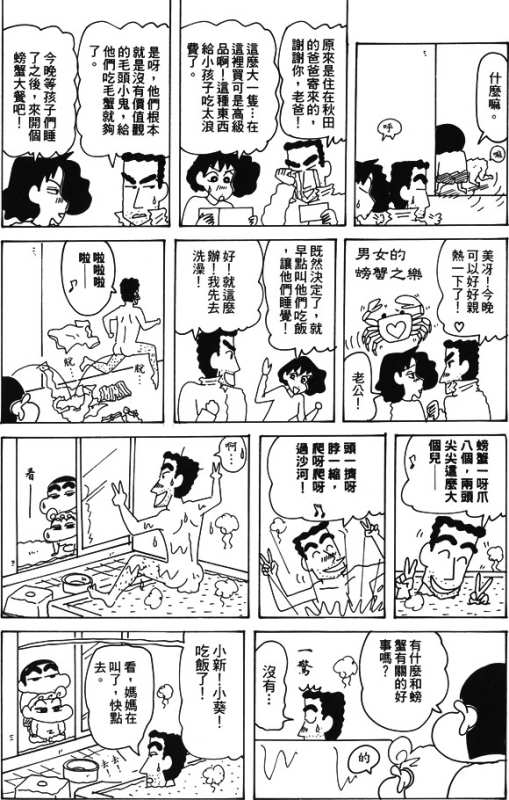 什麼嘛。
呼
嗡
原來是住在秋田
的爸爸寄來的，
謝謝你，老爸！
這麼大一隻…在
這裡買可是高級
品啊！這種東西
給小孩子吃太浪
費了。
是呀，他們根本
就是沒有價值觀
的毛頭小鬼，給
他們吃毛蟹就夠
了。
今晚等孩子們睡
了之後，來開個
螃蟹大餐吧！
美冴！今晚
可以好好親
熱一下了！♡
男女的
螃蟹之樂
老公！
既然決定了，就
早點叫他們吃飯
，讓他們睡覺！
好！就這麼
辦！我先去
洗澡！
啦啦啦
啦——♪
脫…
脫…
螃蟹一呀爪
八個，兩頭
尖尖這麼大
個兒——♪
頭一擠呀
脖一縮，
爬呀爬呀
過沙河！
啊…
看——
有什麼和螃
蟹有關的好
事嗎？
一驚
沒有…
的
小新！小葵！
吃飯了！
看，媽媽在
叫了，快點
去。
去！去！